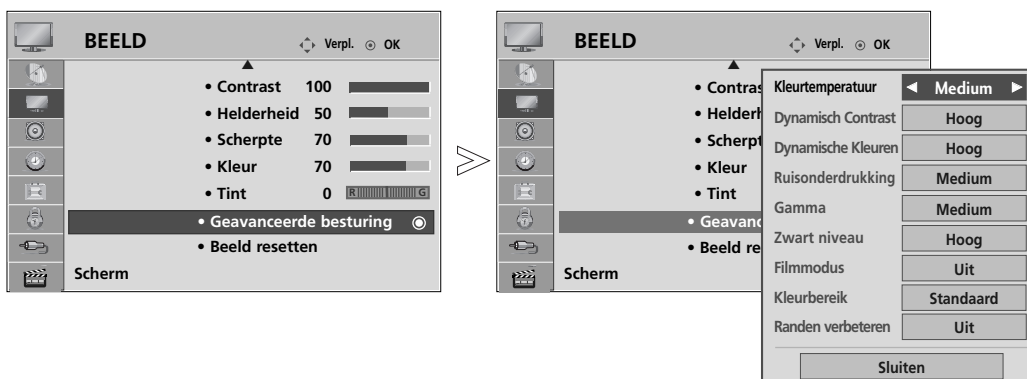 BEELD
Verpl. OK
• Contrast 100
• Helderheid 50
• Scherpte 70
• Kleur 70
• Tint 0 R G
• Geavanceerde besturing
• Beeld resetten
Scherm
BEELD
Verpl. OK
• Contras
• Helderh
• Scherpt
• Kleur
• Tint
• Geavanc
• Beeld re
Scherm
Kleurtemperatuur Medium
Dynamisch Contrast Hoog
Dynamische Kleuren Hoog
Ruisonderdrukking Medium
Gamma Medium
Zwart niveau Hoog
Filmmodus Uit
Kleurbereik Standaard
Randen verbeteren Uit
Sluiten